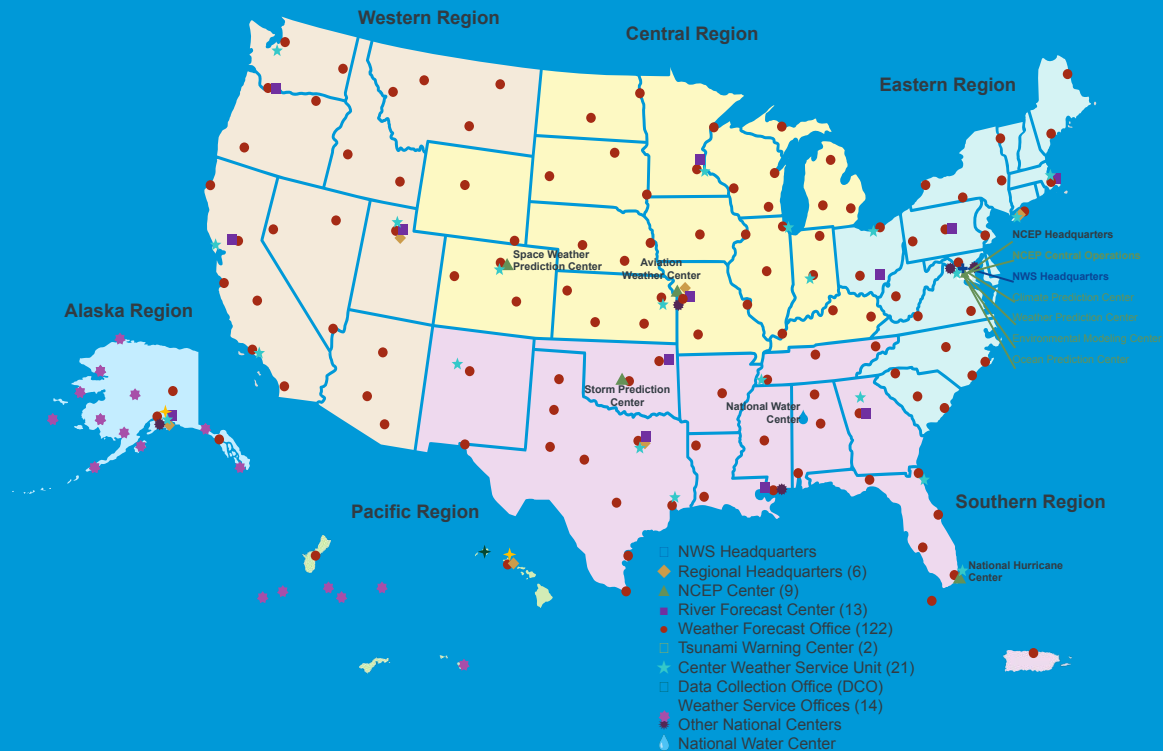 Western Region
Central Region
Eastern Region
NCEP Headquarters
NCEP Central Operations
NWS Headquarters
Climate Prediction Center
Weather Prediction Center
Environmental Modeling Center
Ocean Prediction Center
Space Weather
Prediction Center
Aviation
Weather Center
Alaska Region
Storm Prediction
Center
National Water
Center
Pacific Region
Southern Region
National Hurricane
Center
NWS Headquarters
Regional Headquarters (6)
NCEP Center (9)
River Forecast Center (13)
Weather Forecast Office (122)
Tsunami Warning Center (2)
Center Weather Service Unit (21)
Data Collection Office (DCO)
Weather Service Offices (14)
Other National Centers
National Water Center